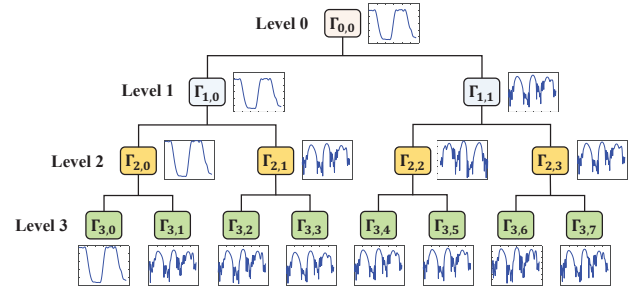 Level 0 Γ0,0
Level 1 Γ1,0 Γ1,1
Level 2 Γ2,0 Γ2,1 Γ2,2 Γ2,3
Level 3 Γ3,0 Γ3,1 Γ3,2 Γ3,3 Γ3,4 Γ3,5 Γ3,6 Γ3,7